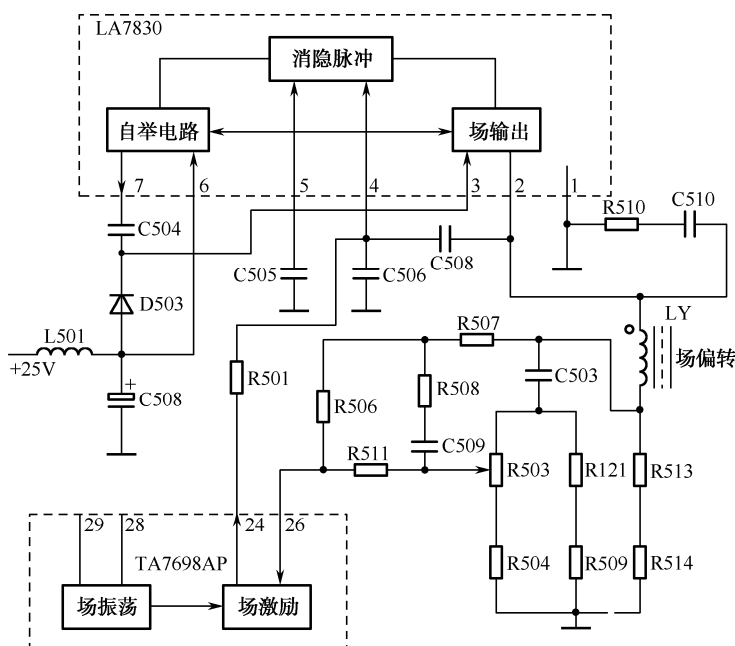 LA7830
消隐脉冲
自举电路
场输出
7
6
5
4
3
2
1
R510
C510
C504
C505
C506
C508
D503
L501
+25V
+
C508
R501
R507
LY
场偏转
C503
R508
R506
C509
R511
R503
R121
R513
R504
R509
R514
29
28
24
26
TA7698AP
场振荡
场激励